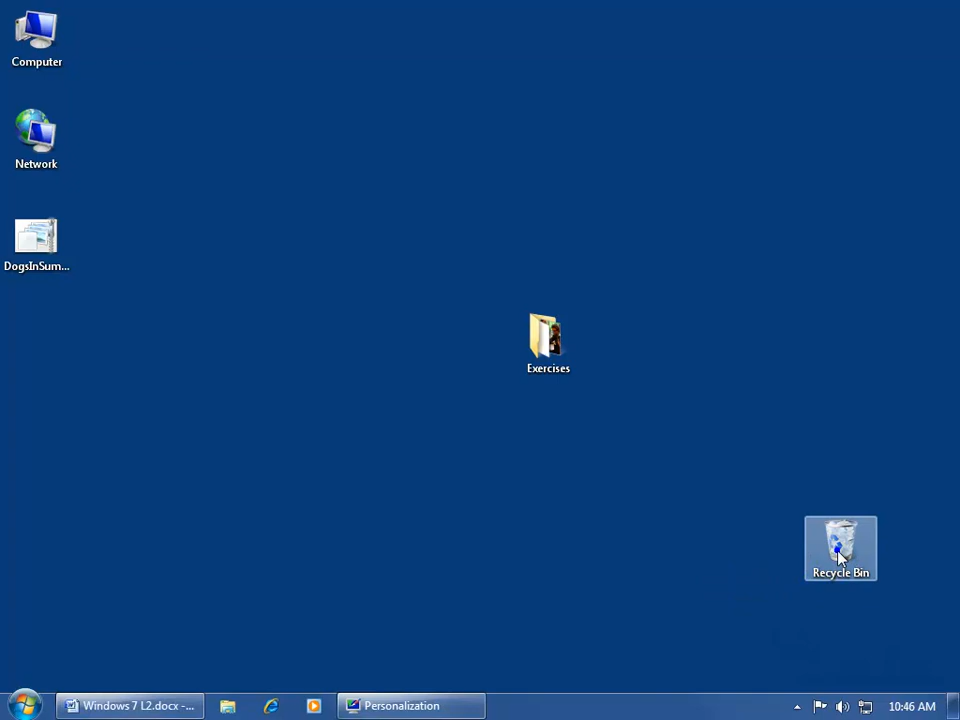 Computer
Network
DogsInSum...
Exercises
Recycle Bin
Windows 7 L2.docx -...
Personalization
10:46 AM